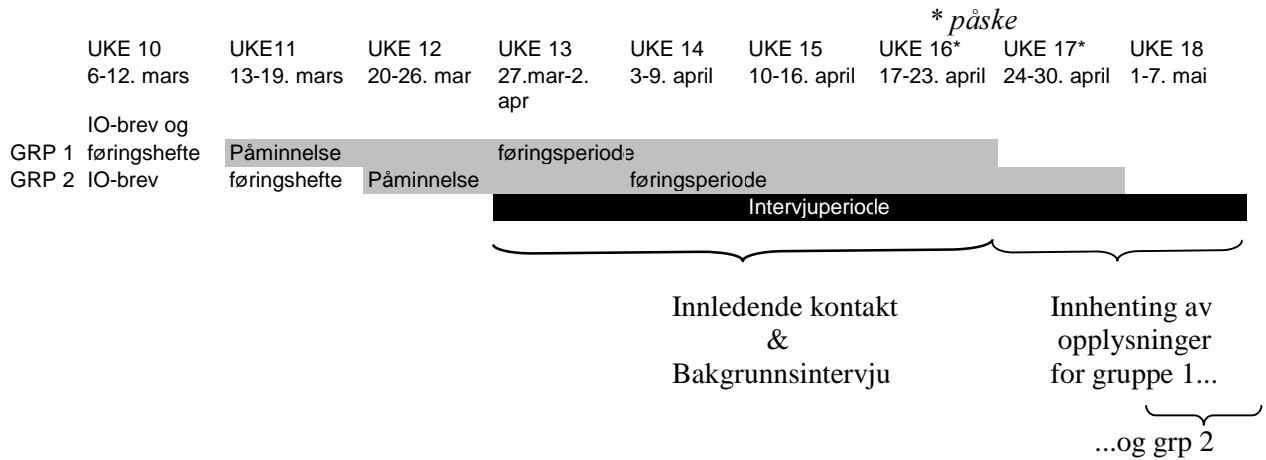 * påske
UKE 10 UKE11 UKE 12 UKE 13 UKE 14 UKE 15 UKE 16* UKE 17* UKE 18
6-12. mars 13-19. mars 20-26. mar 27.mar-2. 3-9. april 10-16. april 17-23. april 24-30. april 1-7. mai
apr
IO-brev og
GRP 1 føringshefte Påminnelse føringsperiode
GRP 2 IO-brev føringshefte Påminnelse føringsperiode
Intervjuperiode
Innledende kontakt Innhenting av
& opplysninger
Bakgrunnsintervju for gruppe 1...
...og grp 2